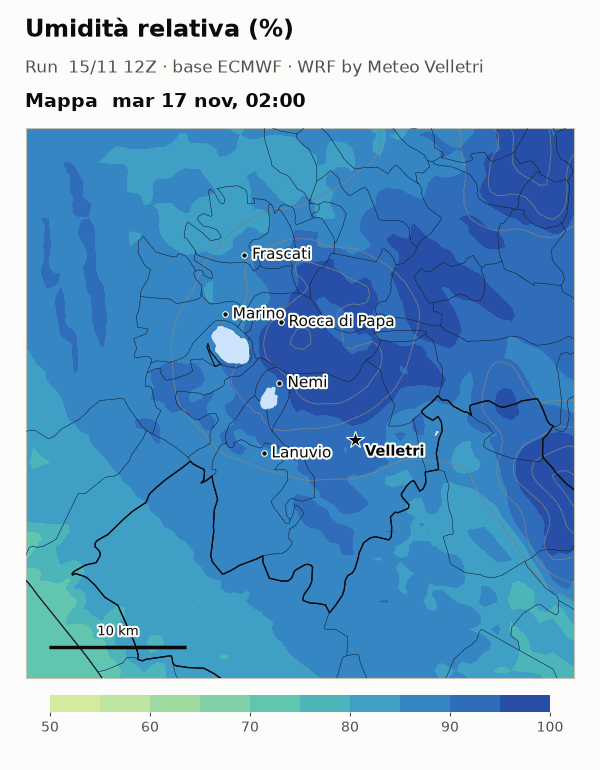 Umidità relativa (%)
Run  15/11 12Z · base ECMWF · WRF by Meteo Velletri
Mappa  mar 17 nov, 02:00
Frascati
Marino
Rocca di Papa
Nemi
Velletri
Lanuvio
10 km
50 60 70 80 90 100